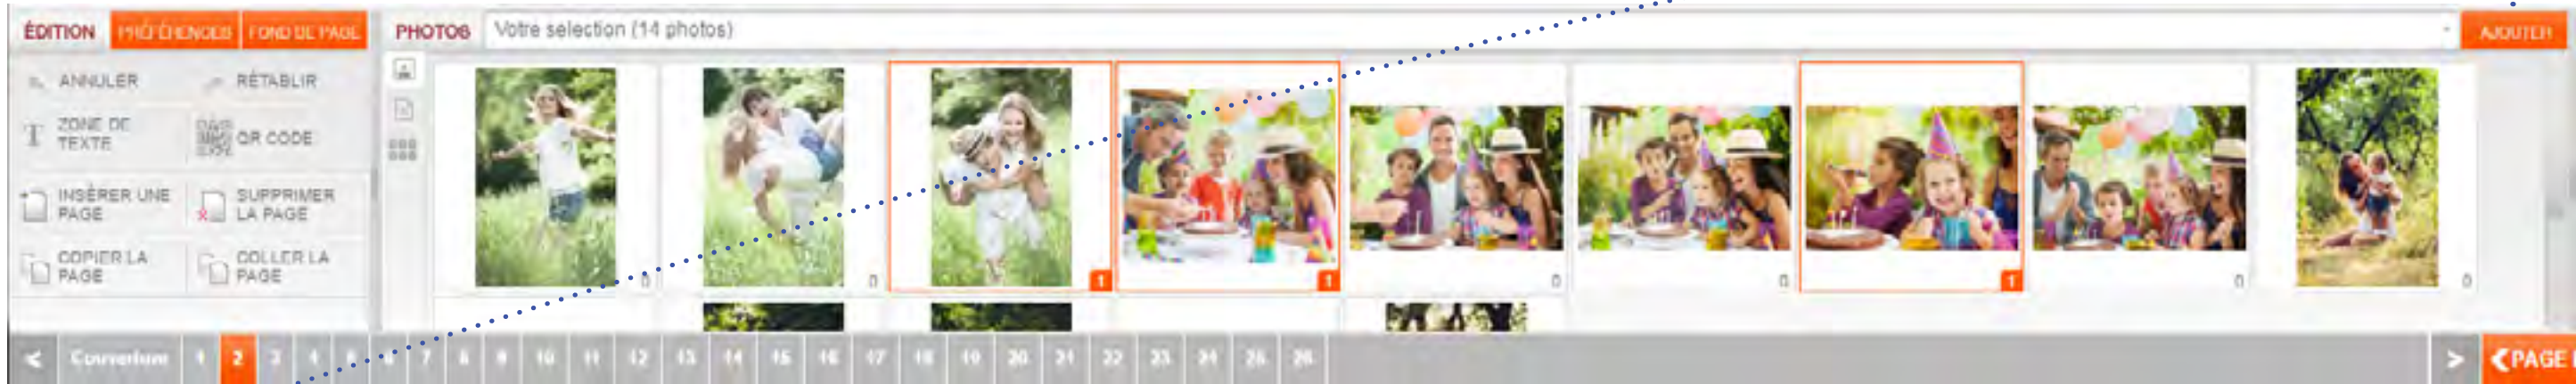 ÉDITION PRÉFÉRENCES FOND DE PAGE PHOTOS Votre selection (14 photos) AJOUTER
ANNULER RÉTABLIR
ZONE DE TEXTE QR CODE
INSÉRER UNE PAGE SUPPRIMER LA PAGE
COPIER LA PAGE COLLER LA PAGE
0 0 1 1 0 0 1 0 0
< Couverture 1 2 3 4 5 6 7 8 9 10 11 12 13 14 15 16 17 18 19 20 21 22 23 24 25 26 > PAGE